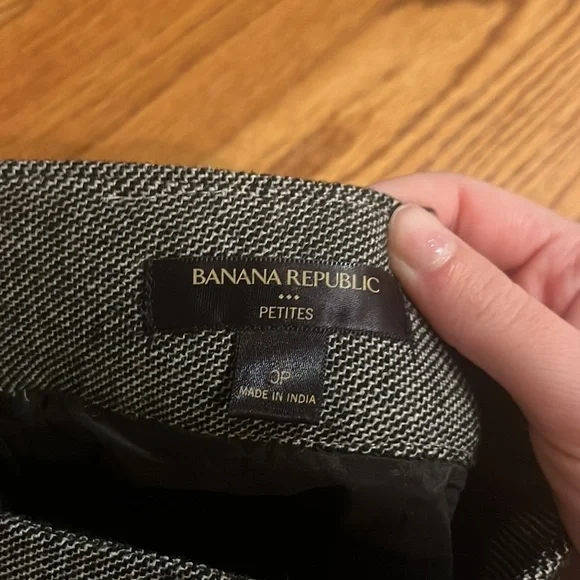 BANANA REPUBLIC
PETITES
0P
MADE IN INDIA